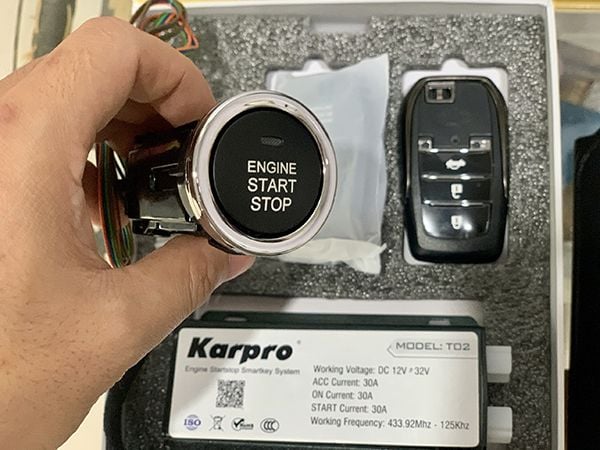 ENGINE
START
STOP
Karpro®
MODEL: T02
Engine Startstop Smartkey System
Working Voltage: DC 12V ≠ 32V
ACC Current: 30A
ON Current: 30A
START Current: 30A
Working Frequency: 433.92Mhz - 125Khz
ISO
CCC